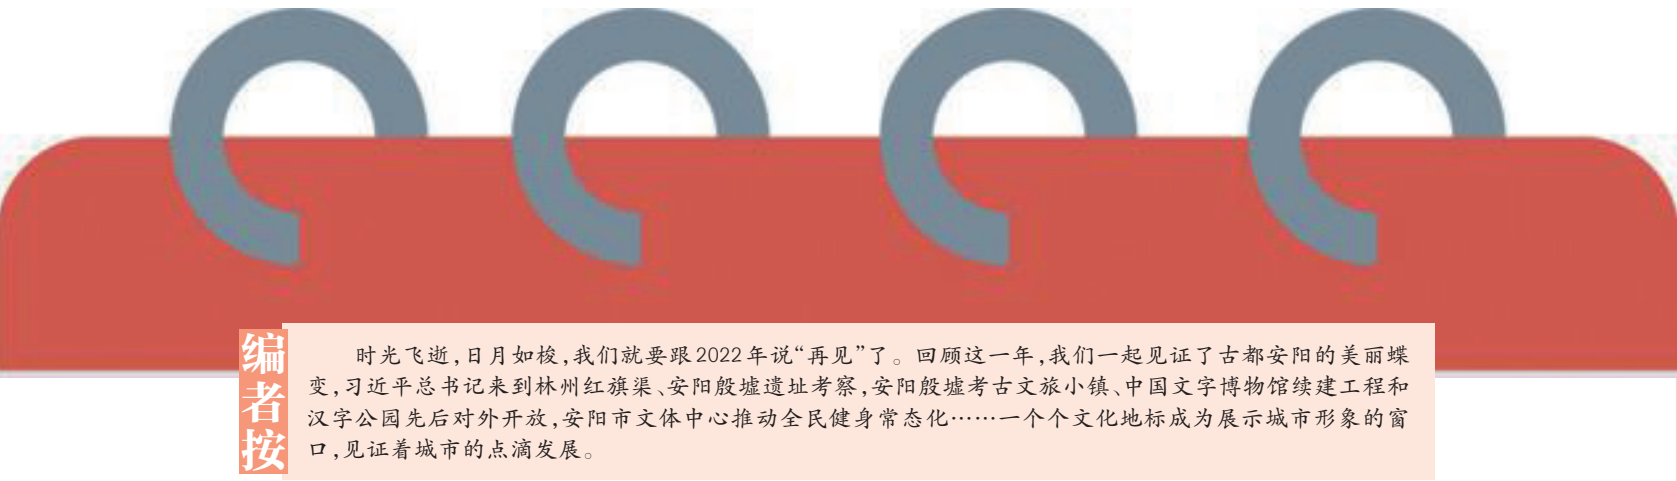 编者按
时光飞逝,日月如梭,我们就要跟2022年说“再见”了。回顾这一年,我们一起见证了古都安阳的美丽蝶
变,习近平总书记来到林州红旗渠、安阳殷墟遗址考察,安阳殷墟考古文旅小镇、中国文字博物馆续建工程和
汉字公园先后对外开放,安阳市文体中心推动全民健身常态化……一个个文化地标成为展示城市形象的窗
口,见证着城市的点滴发展。